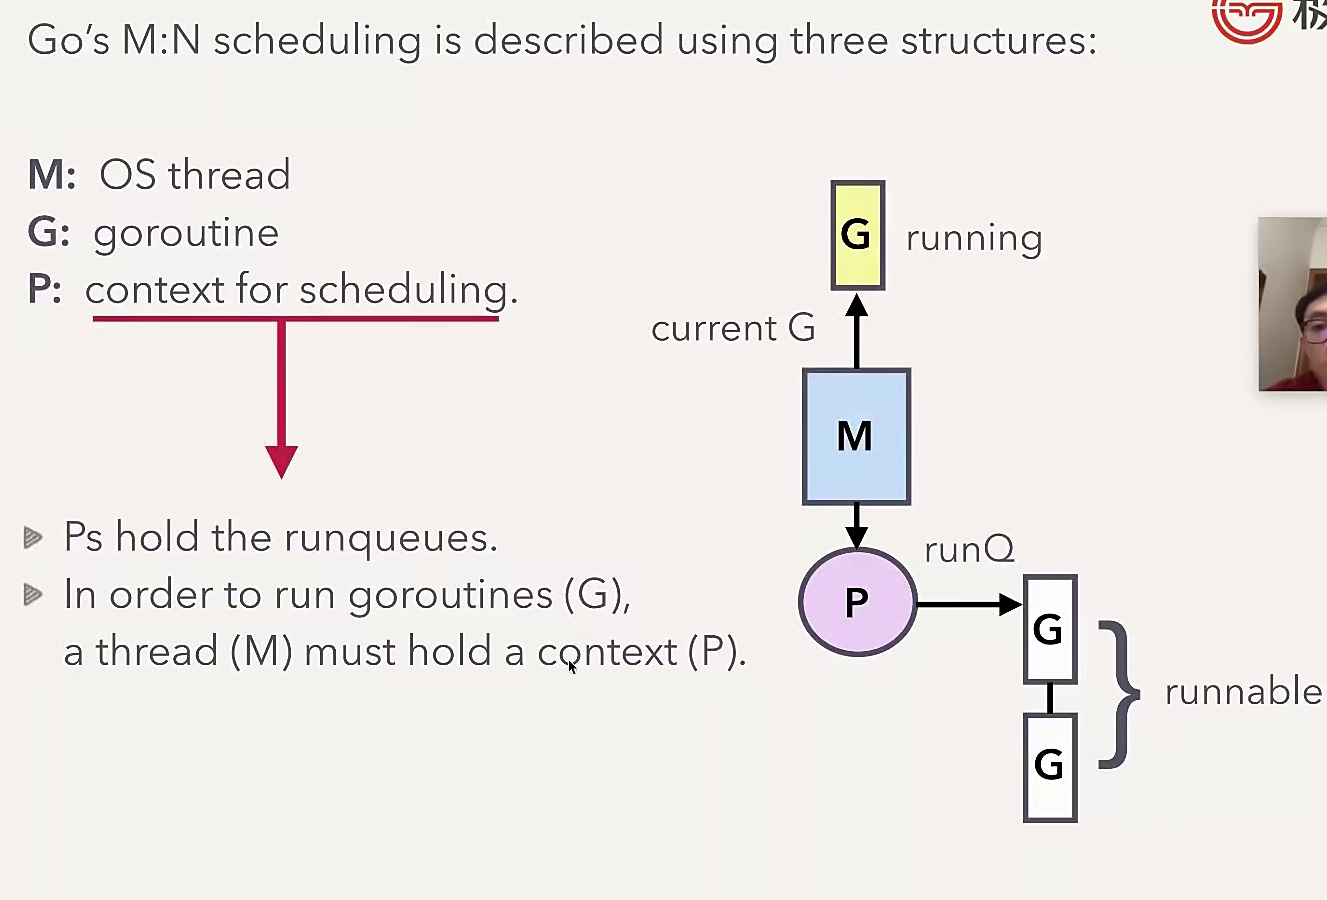 Go’s M:N scheduling is described using three structures:
M: OS thread
G: goroutine
P: context for scheduling.
Ps hold the runqueues.
In order to run goroutines (G),
a thread (M) must hold a context (P).
G
running
current G
M
P
runQ
G
G
runnable